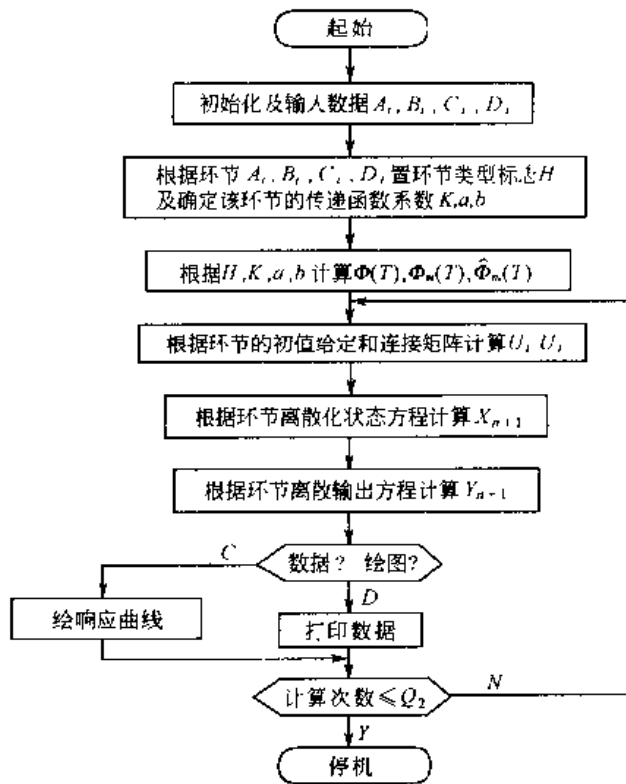 起始
初始化及输入数据 Aᵢ, Bᵢ, Cᵢ, Dᵢ
根据环节 Aᵢ, Bᵢ, Cᵢ, Dᵢ 置环节类型标志H
及确定该环节的传递函数系数 K,a,b
根据H,K,a,b 计算Φ(T),Φₘ(T),Φ̂ₘ(T)
根据环节的初值给定和连接矩阵计算Uᵢ U̇ᵢ
根据环节离散化状态方程计算 Xₙ₊₁
根据环节离散输出方程计算 Yₙ₊₁
C
数据? 绘图?
D
绘响应曲线
打印数据
计算次数≤Q₂
N
Y
停机